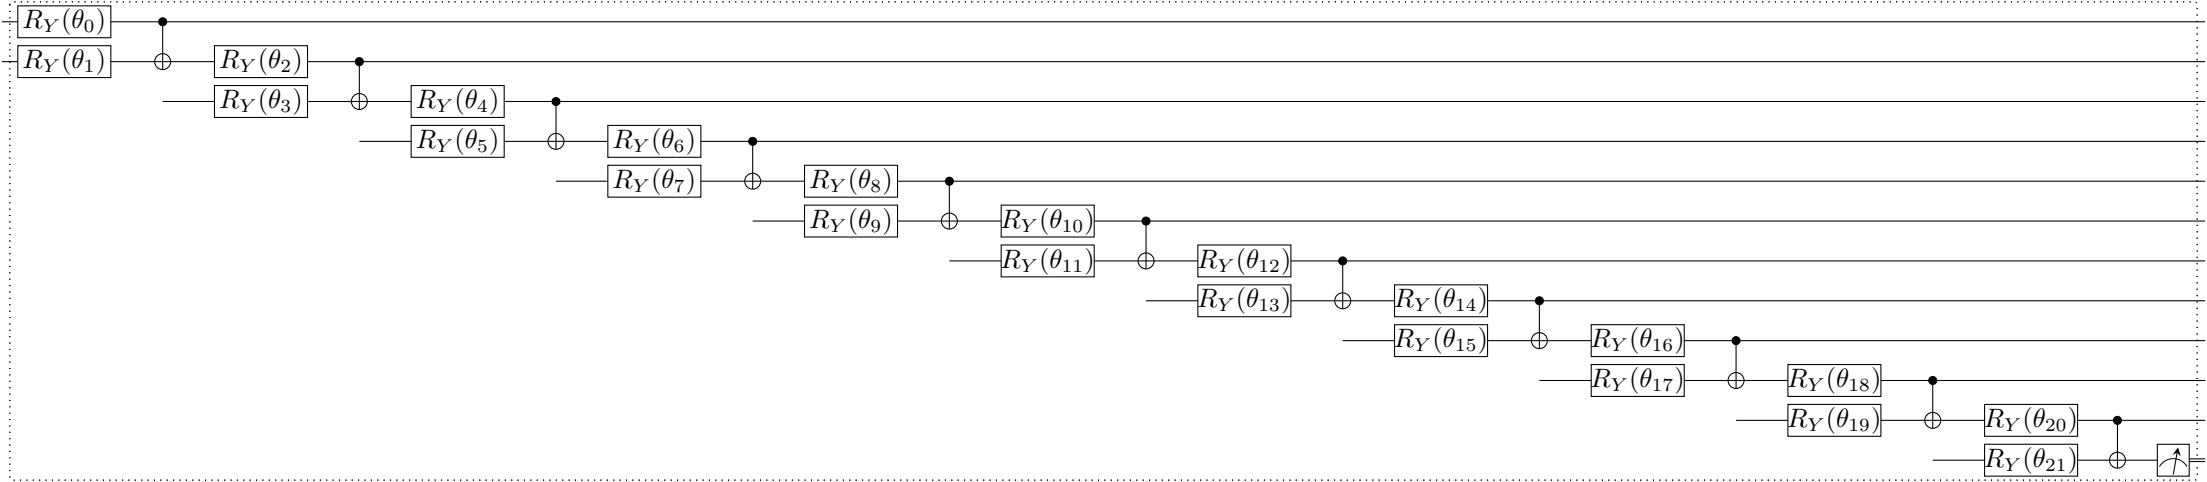 R_Y(θ_0)
R_Y(θ_1) R_Y(θ_2)
R_Y(θ_3) R_Y(θ_4)
R_Y(θ_5) R_Y(θ_6)
R_Y(θ_7) R_Y(θ_8)
R_Y(θ_9) R_Y(θ_10)
R_Y(θ_11) R_Y(θ_12)
R_Y(θ_13) R_Y(θ_14)
R_Y(θ_15) R_Y(θ_16)
R_Y(θ_17) R_Y(θ_18)
R_Y(θ_19) R_Y(θ_20)
R_Y(θ_21)